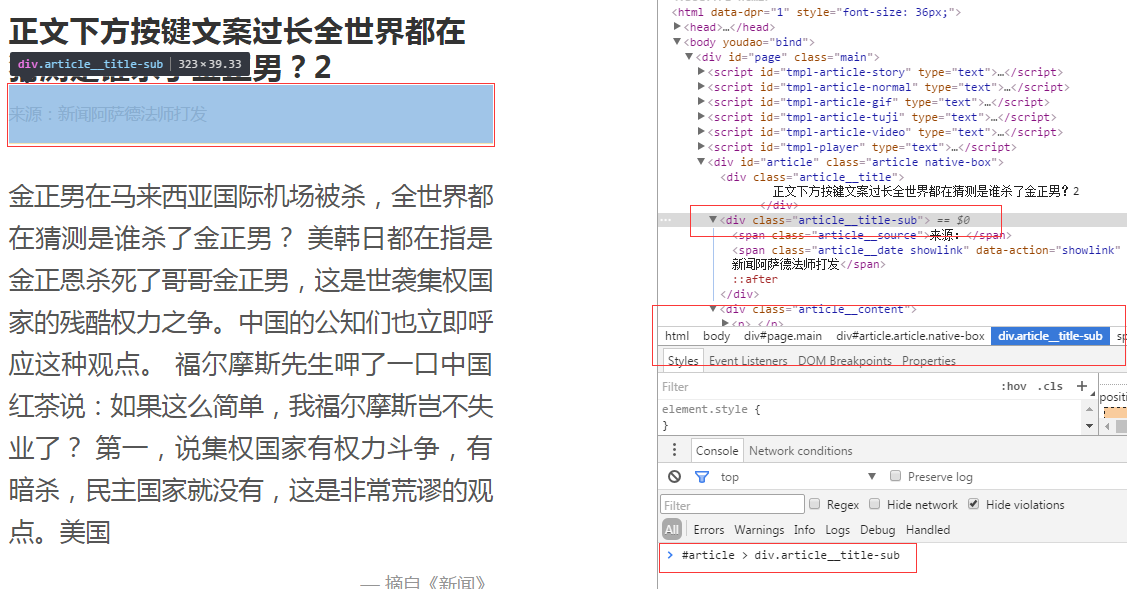 正文下方按键文案过长全世界都在
猜测是谁杀了金正男？2
div.article__title-sub | 323×39.33
来源：新闻阿萨德法师打发
金正男在马来西亚国际机场被杀，全世界都
在猜测是谁杀了金正男？ 美韩日都在指是
金正恩杀死了哥哥金正男，这是世袭集权国
家的残酷权力之争。中国的公知们也立即呼
应这种观点。 福尔摩斯先生呷了一口中国
红茶说：如果这么简单，我福尔摩斯岂不失
业了？ 第一，说集权国家有权力斗争，有
暗杀，民主国家就没有，这是非常荒谬的观
点。美国
— 摘自《新闻》
<html data-dpr="1" style="font-size: 36px;">
<head>…</head>
<body youdao="bind">
<div id="page" class="main">
<script id="tmpl-article-story" type="text">…</script>
<script id="tmpl-article-normal" type="text">…</script>
<script id="tmpl-article-gif" type="text">…</script>
<script id="tmpl-article-tuji" type="text">…</script>
<script id="tmpl-article-video" type="text">…</script>
<script id="tmpl-player" type="text">…</script>
<div id="article" class="article native-box">
<div class="article__title">
正文下方按键文案过长全世界都在猜测是谁杀了金正男？2
</div>
<div class="article__title-sub"> == $0
<span class="article__source">来源：</span>
<span class="article__date showlink" data-action="showlink"
新闻阿萨德法师打发</span>
::after
</div>
<div class="article__content">
<p>…</p>
html body div#page.main div#article.article.native-box div.article__title-sub sp
Styles Event Listeners DOM Breakpoints Properties
Filter :hov .cls +
element.style {
}
positi
Console Network conditions
top Preserve log
Filter Regex Hide network Hide violations
All Errors Warnings Info Logs Debug Handled
> #article > div.article__title-sub